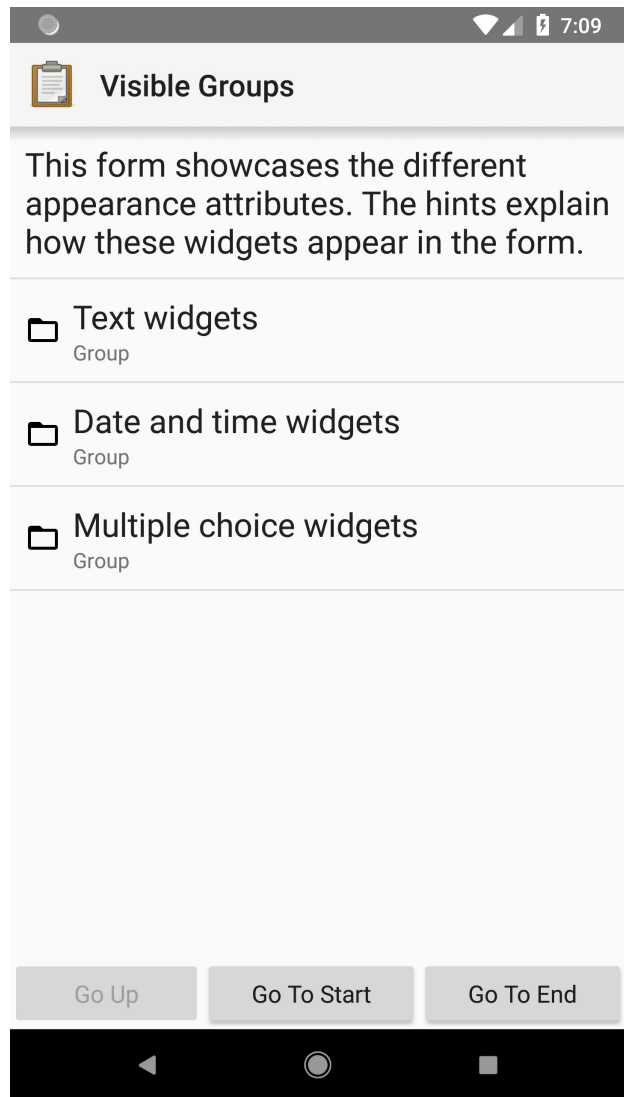 7:09
Visible Groups
This form showcases the different
appearance attributes. The hints explain
how these widgets appear in the form.
Text widgets
Group
Date and time widgets
Group
Multiple choice widgets
Group
Go Up
Go To Start
Go To End